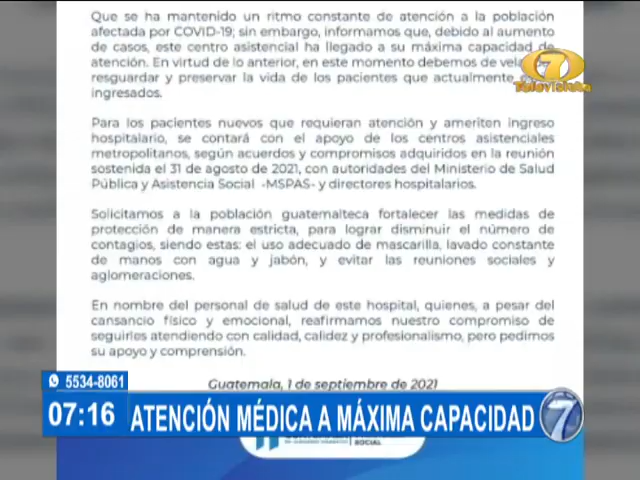 Que se ha mantenido un ritmo constante de atención a la población
afectada por COVID-19; sin embargo, informamos que, debido al aumento
de casos, este centro asistencial ha llegado a su máxima capacidad de
atención. En virtud de lo anterior, en este momento debemos de velar
resguardar y preservar la vida de los pacientes que actualmente
ingresados.
Para los pacientes nuevos que requieran atención y ameriten ingreso
hospitalario, se contará con el apoyo de los centros asistenciales
metropolitanos, según acuerdos y compromisos adquiridos en la reunión
sostenida el 31 de agosto de 2021, con autoridades del Ministerio de Salud
Pública y Asistencia Social -MSPAS- y directores hospitalarios.
Solicitamos a la población guatemalteca fortalecer las medidas de
protección de manera estricta, para lograr disminuir el número de
contagios, siendo estas: el uso adecuado de mascarilla, lavado constante
de manos con agua y jabón, y evitar las reuniones sociales y
aglomeraciones.
En nombre del personal de salud de este hospital, quienes, a pesar del
cansancio físico y emocional, reafirmamos nuestro compromiso de
seguirles atendiendo con calidad, calidez y profesionalismo, pero pedimos
su apoyo y comprensión.
Guatemala, 1 de septiembre de 2021
7
Televisiete
5534-8061
07:16 ATENCIÓN MÉDICA A MÁXIMA CAPACIDAD 7
SOCIAL